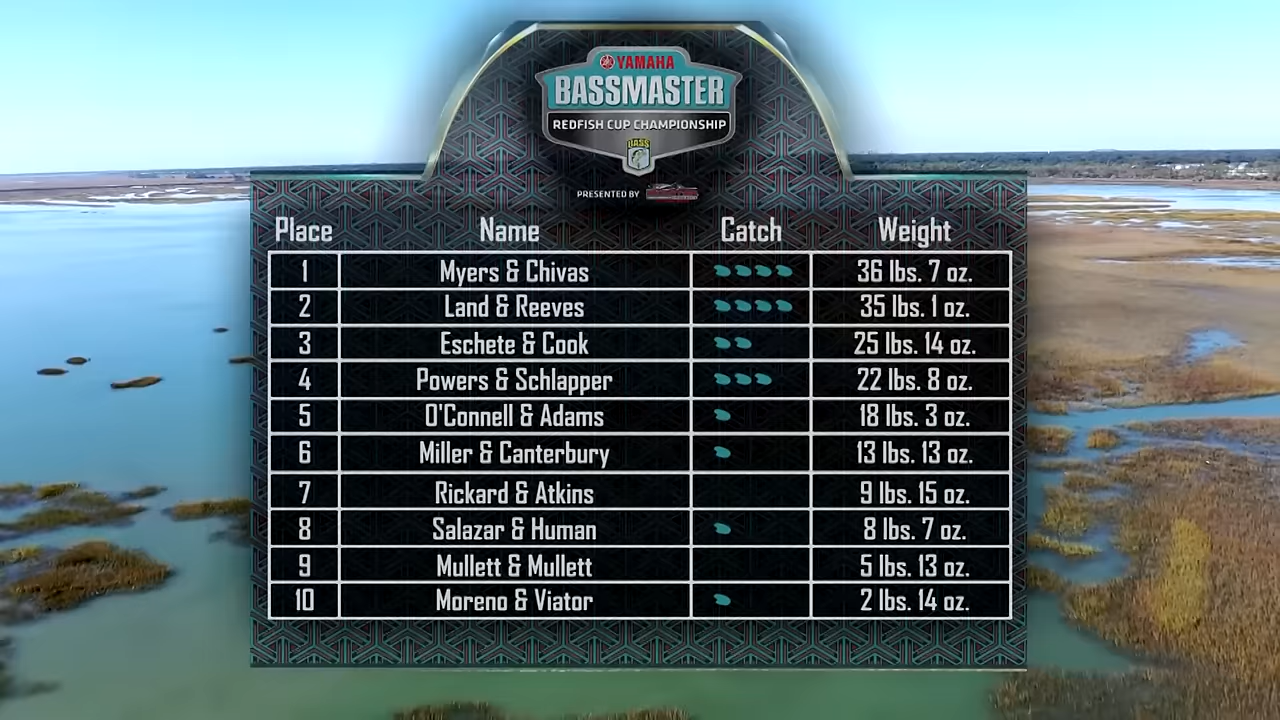 YAMAHA
BASSMASTER
REDFISH CUP CHAMPIONSHIP
BASS
PRESENTED BY
Place Name Catch Weight
1 Myers & Chivas 36 lbs. 7 oz.
2 Land & Reeves 35 lbs. 1 oz.
3 Eschete & Cook 25 lbs. 14 oz.
4 Powers & Schlapper 22 lbs. 8 oz.
5 O'Connell & Adams 18 lbs. 3 oz.
6 Miller & Canterbury 13 lbs. 13 oz.
7 Rickard & Atkins 9 lbs. 15 oz.
8 Salazar & Human 8 lbs. 7 oz.
9 Mullett & Mullett 5 lbs. 13 oz.
10 Moreno & Viator 2 lbs. 14 oz.